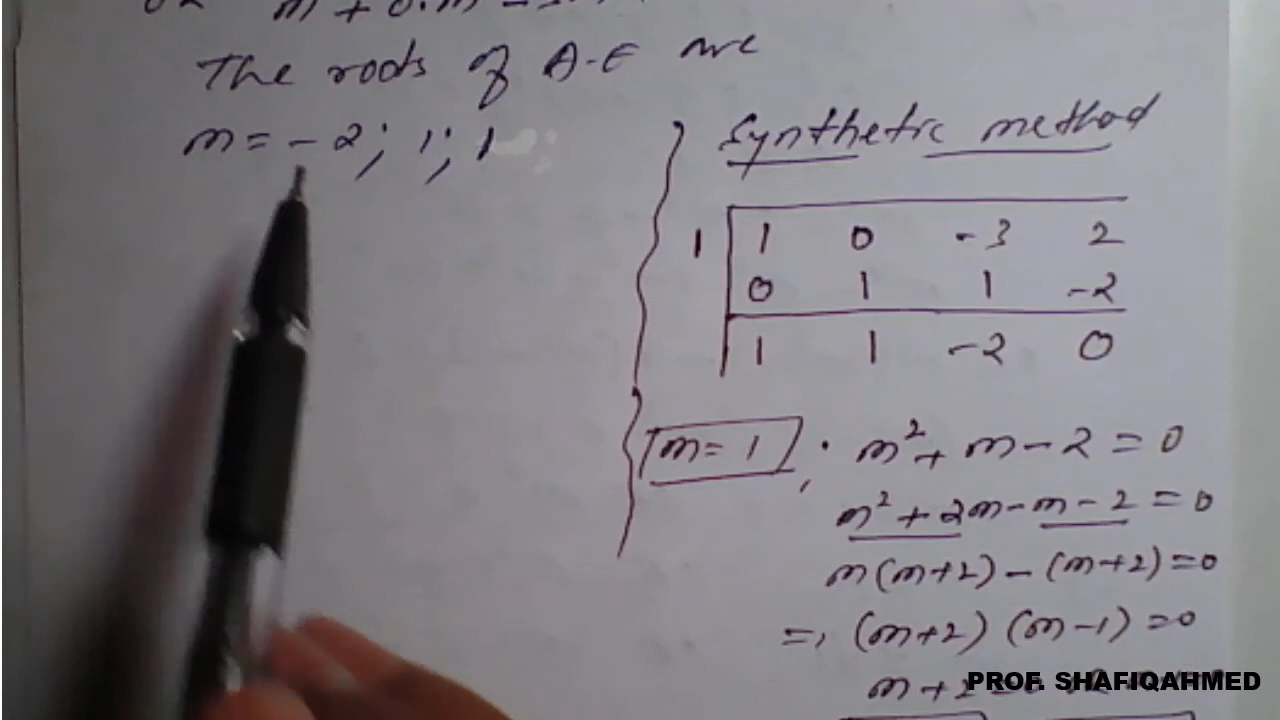 The roots of A-E are
m = -2, 1, 1
Synthetic method
1 | 1 0 -3 2
0 1 1 -2
1 1 -2 0
m = 1, m² + m - 2 = 0
m² + 2m - m - 2 = 0
m(m+2) - (m+2) = 0
⇒, (m+2) (m-1) = 0
m + 2
PROF. SHAFIQAHMED